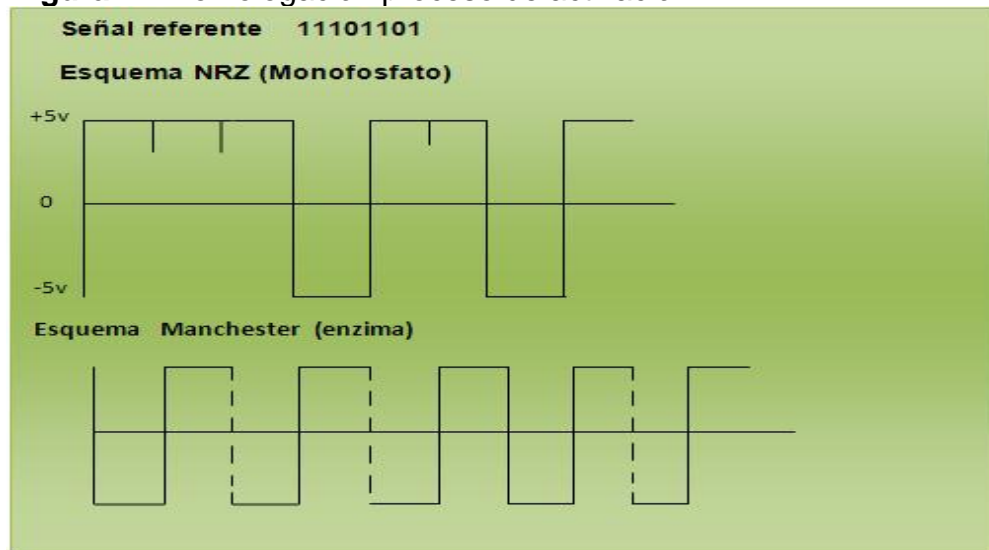 Señal referente 11101101
Esquema NRZ (Monofosfato)
+5v
0
-5v
Esquema Manchester (enzima)